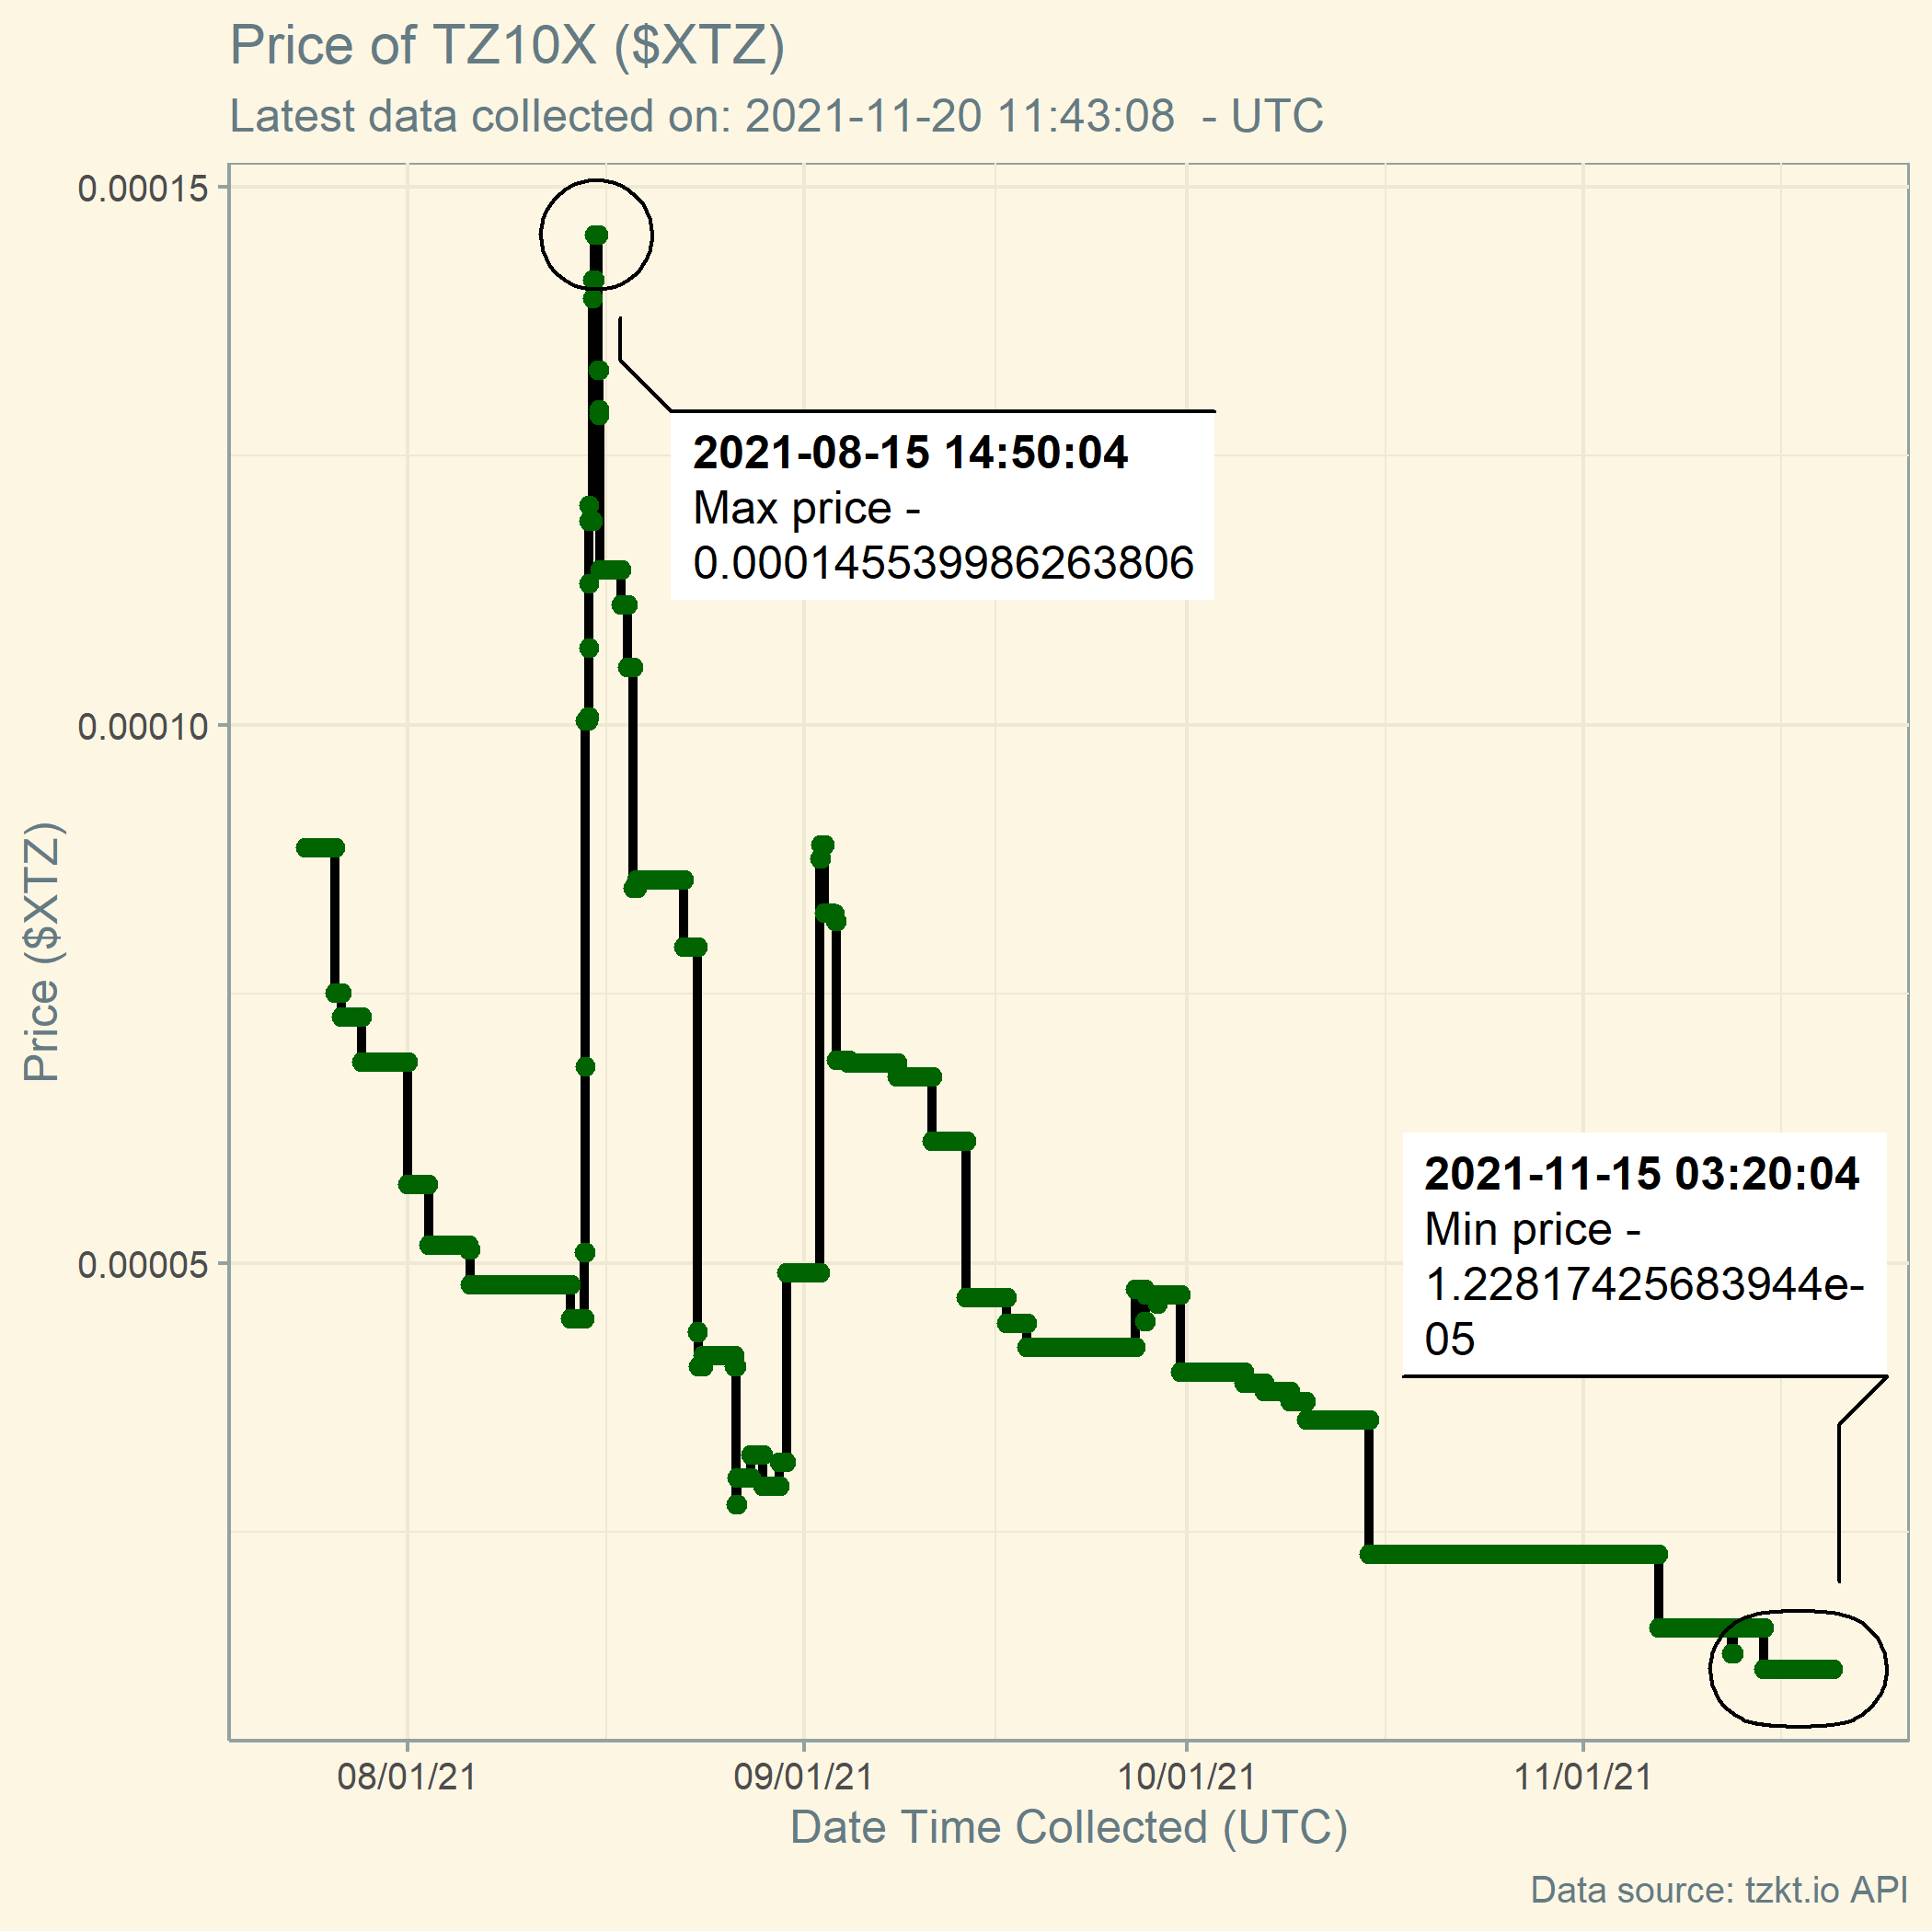 Price of TZ10X ($XTZ)
Latest data collected on: 2021-11-20 11:43:08  - UTC
0.00015
0.00010
0.00005
Price ($XTZ)
2021-08-15 14:50:04
Max price -
0.000145539986263806
2021-11-15 03:20:04
Min price -
1.22817425683944e-
05
08/01/21
09/01/21
10/01/21
11/01/21
Date Time Collected (UTC)
Data source: tzkt.io API